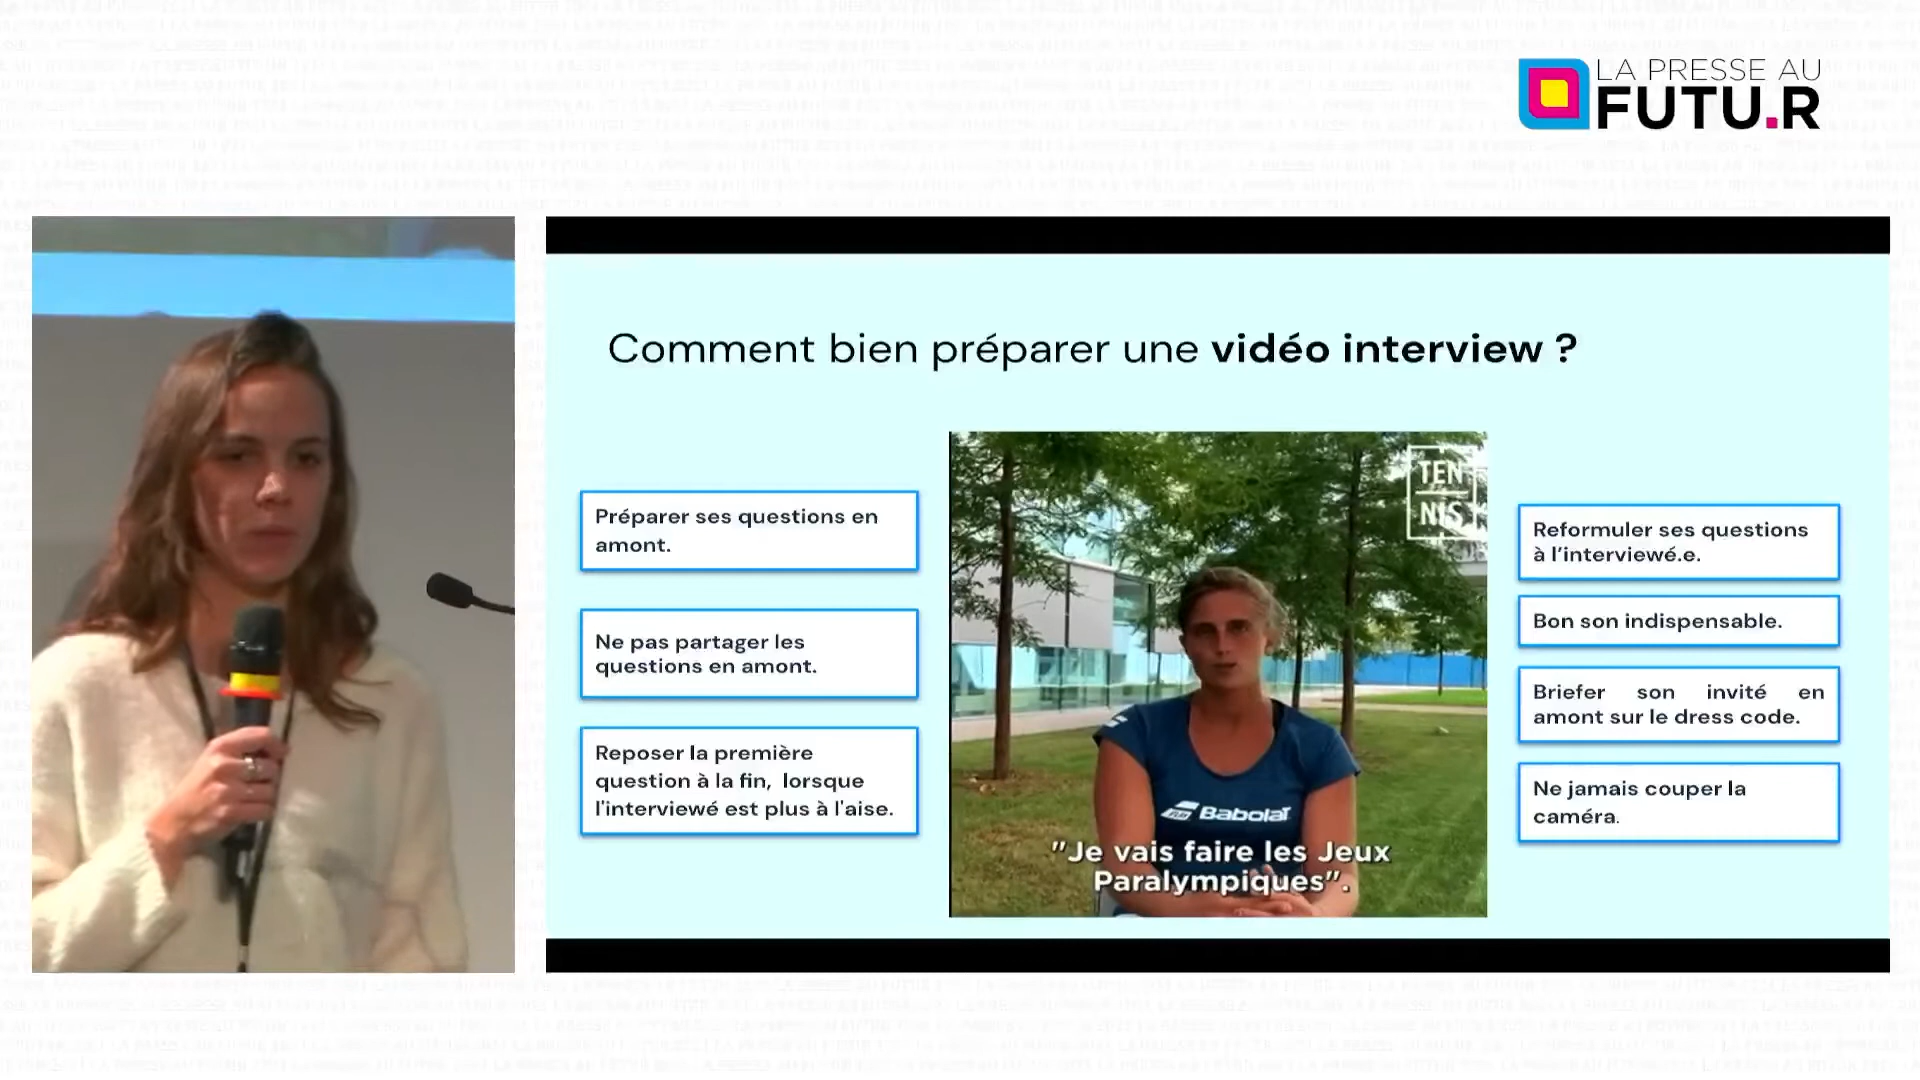 LA PRESSE AU
FUTU.R
Comment bien préparer une vidéo interview ?
Préparer ses questions en
amont.
Ne pas partager les
questions en amont.
Reposer la première
question à la fin, lorsque
l'interviewé est plus à l'aise.
TEN
NIS
Babolat
"Je vais faire les Jeux
Paralympiques".
Reformuler ses questions
à l'interviewé.e.
Bon son indispensable.
Briefer son invité en
amont sur le dress code.
Ne jamais couper la
caméra.